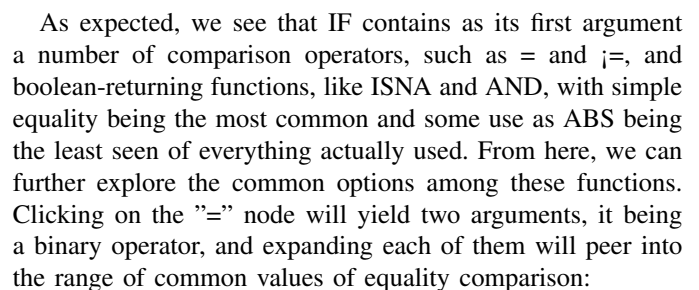 As expected, we see that IF contains as its first argument
a number of comparison operators, such as = and ¡=, and
boolean-returning functions, like ISNA and AND, with simple
equality being the most common and some use as ABS being
the least seen of everything actually used. From here, we can
further explore the common options among these functions.
Clicking on the ”=” node will yield two arguments, it being
a binary operator, and expanding each of them will peer into
the range of common values of equality comparison: